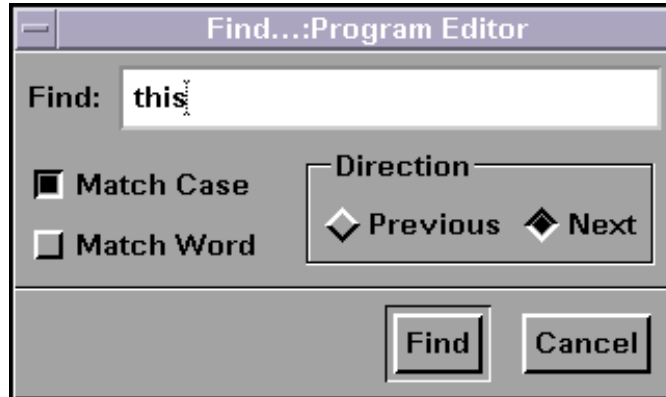 Find...:Program Editor
Find: this
Match Case
Match Word
Direction
Previous Next
Find Cancel